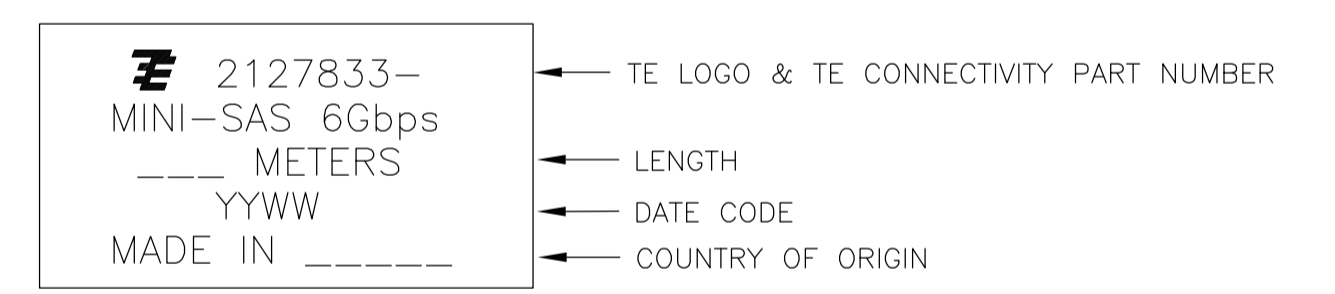 TE 2127833- TE LOGO & TE CONNECTIVITY PART NUMBER
MINI-SAS 6Gbps
___ METERS LENGTH
YYWW DATE CODE
MADE IN _____ COUNTRY OF ORIGIN